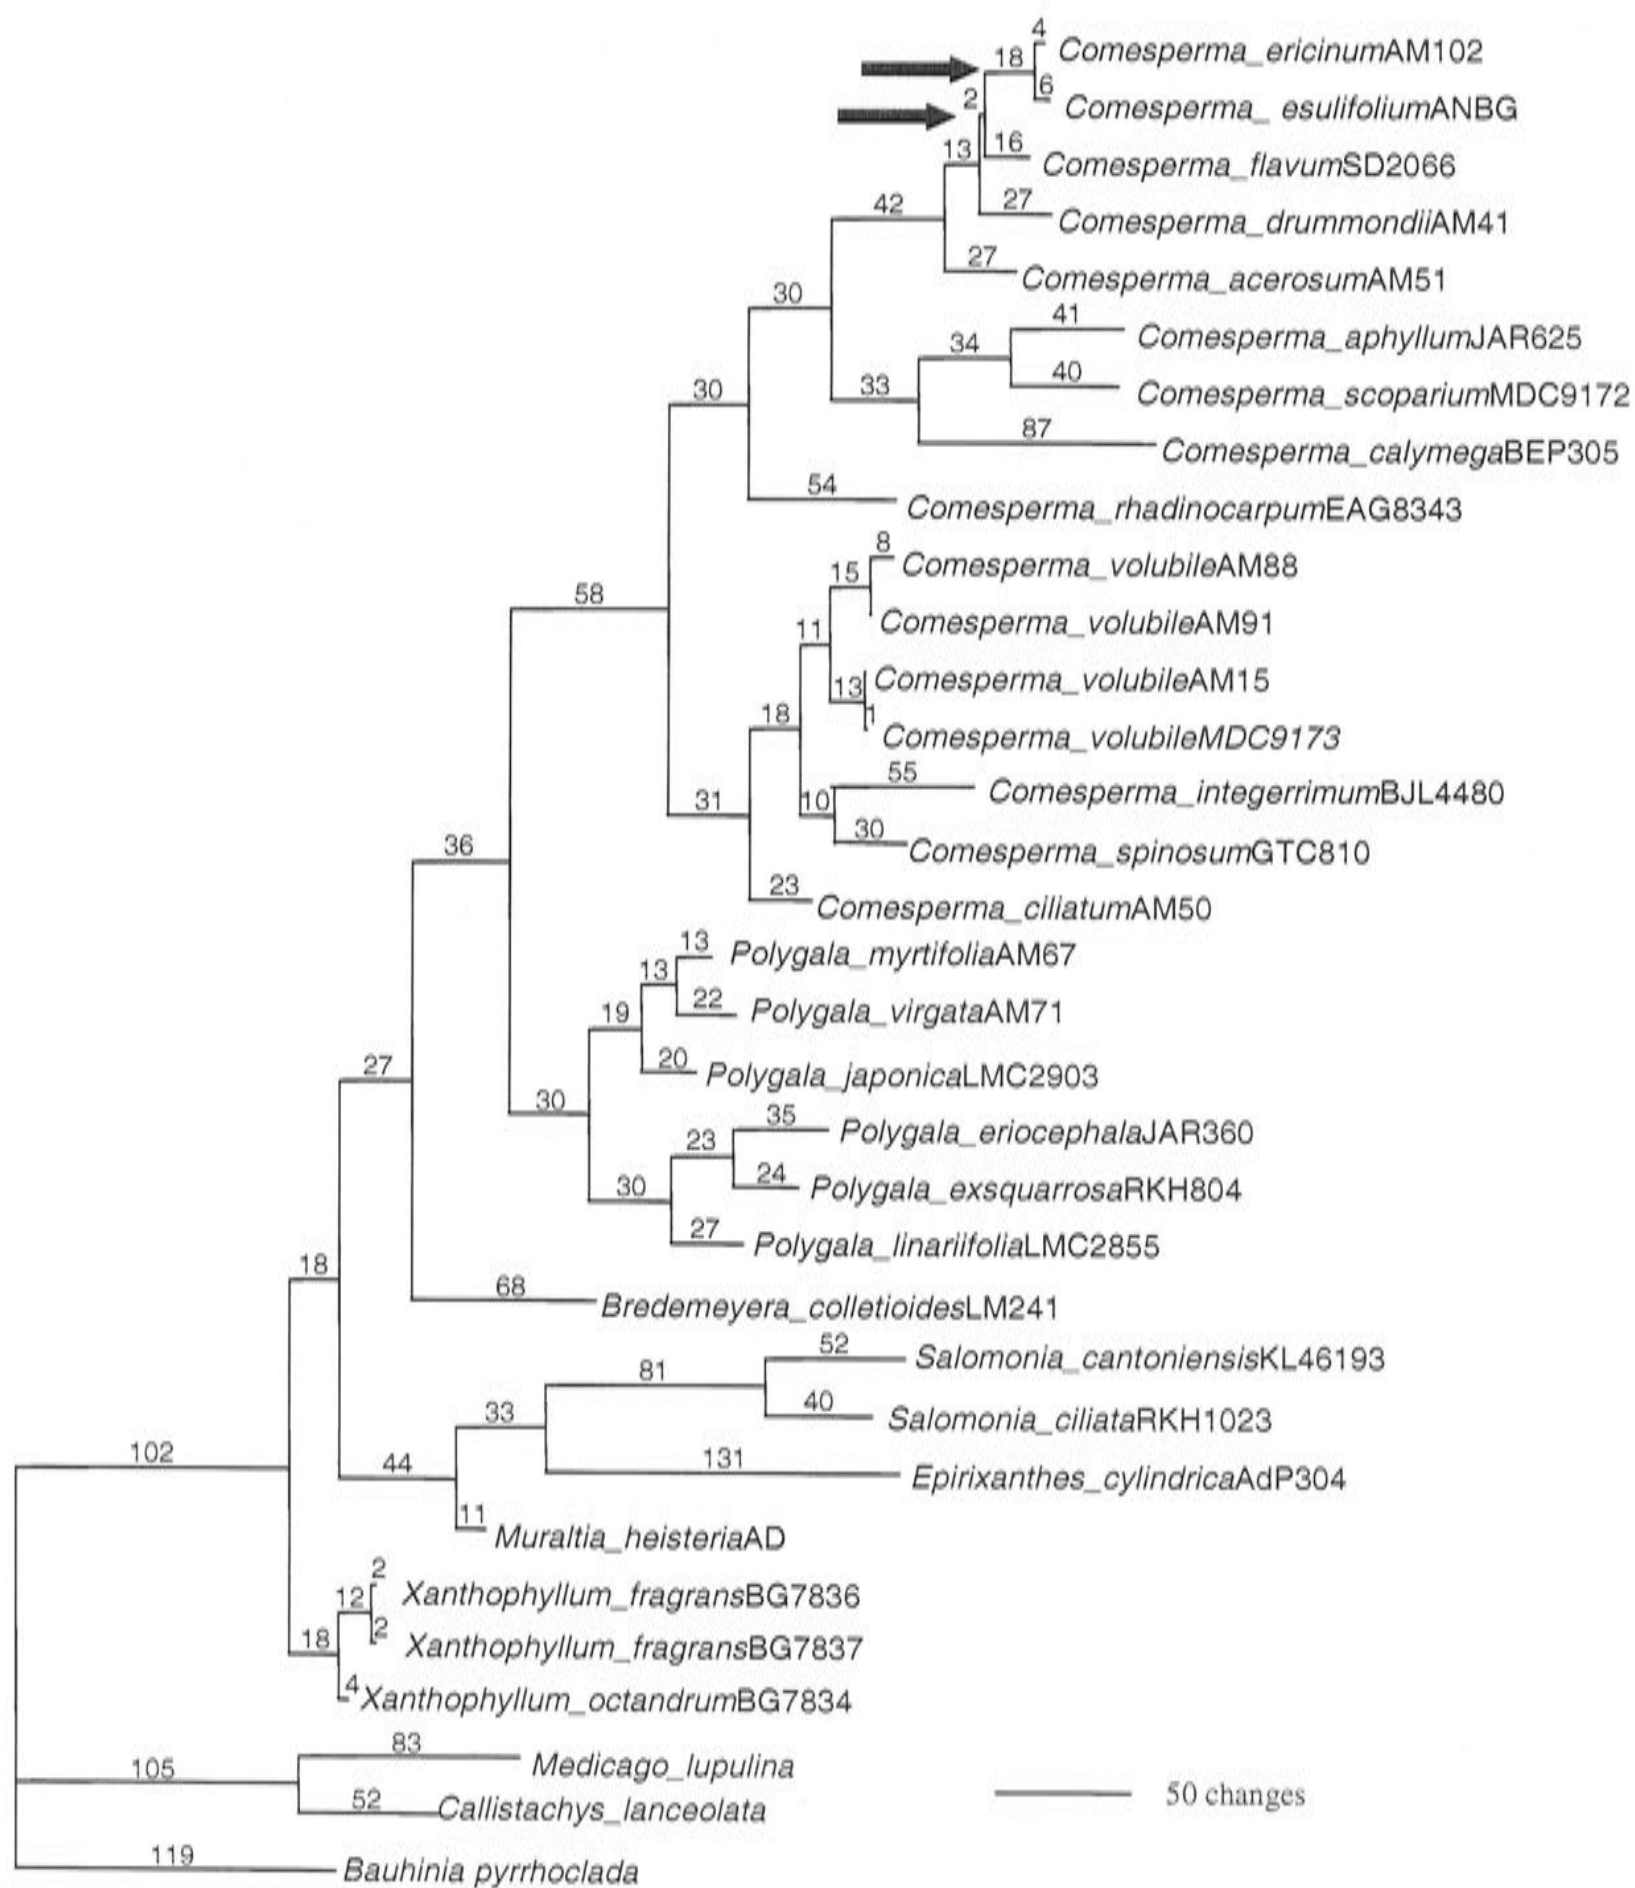 4
18
Comesperma_ericinumAM102
6
2
Comesperma_ esulifoliumANBG
13
16
Comesperma_flavumSD2066
42
27
Comesperma_drummondiiAM41
27
Comesperma_acerosumAM51
30
41
34
Comesperma_aphyllumJAR625
40
30
33
Comesperma_scopariumMDC9172
87
Comesperma_calymegaBEP305
54
Comesperma_rhadinocarpumEAG8343
8
15
Comesperma_volubileAM88
58
11
Comesperma_volubileAM91
13
Comesperma_volubileAM15
18
1
Comesperma_volubileMDC9173
55
31
10
Comesperma_integerrimumBJL4480
30
36
Comesperma_spinosumGTC810
23
Comesperma_ciliatumAM50
13
13
Polygala_myrtifoliaAM67
19
22
Polygala_virgataAM71
27
20
Polygala_japonicaLMC2903
30
35
23
Polygala_eriocephalaJAR360
30
24
Polygala_exsquarrosaRKH804
27
Polygala_linariifoliaLMC2855
18
68
Bredemeyera_colletioidesLM241
52
81
Salomonia_cantoniensisKL46193
33
40
Salomonia_ciliataRKH1023
102
44
131
Epirixanthes_cylindricaAdP304
11
Muraltia_heisteriaAD
2
12
Xanthophyllum_fragransBG7836
18
2
Xanthophyllum_fragransBG7837
4
Xanthophyllum_octandrumBG7834
83
105
Medicago_lupulina
52
Callistachys_lanceolata
50 changes
119
Bauhinia pyrrhoclada